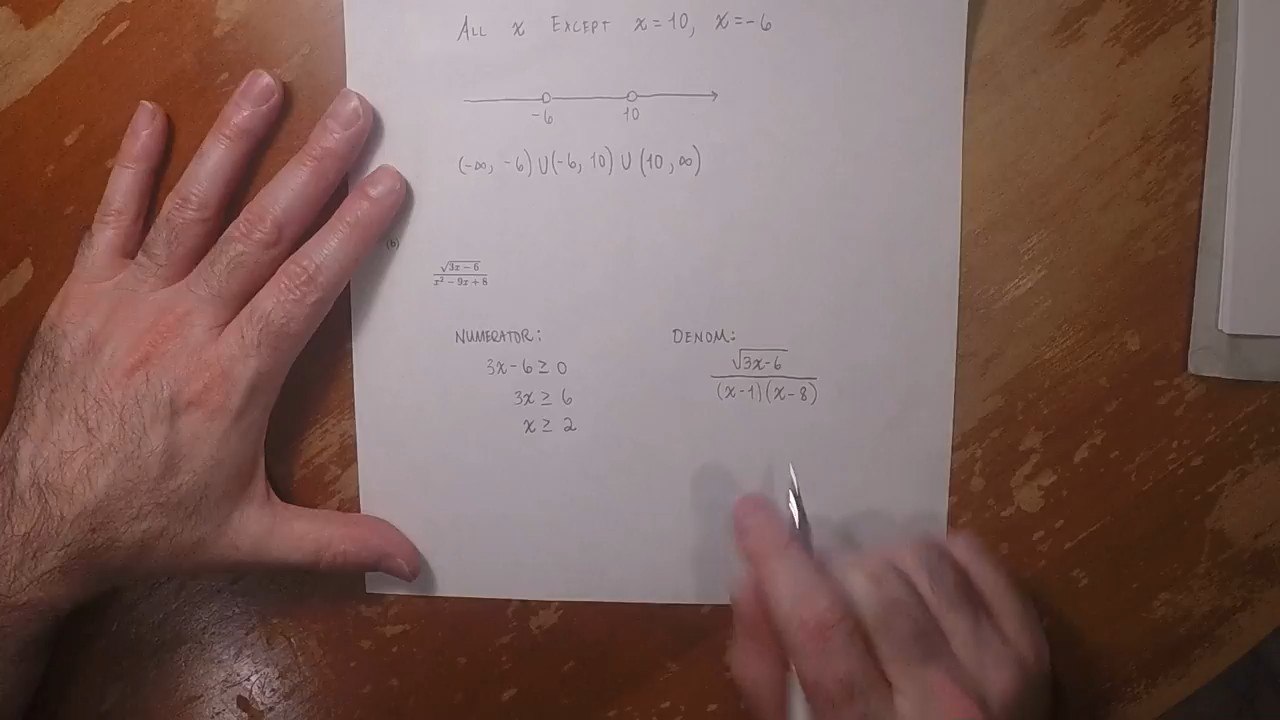 ALL x EXCEPT x = 10, x = -6
-6 10
(-∞, -6) ∪ (-6, 10) ∪ (10, ∞)
(b)
√(3x − 6)
x² − 9x + 8
NUMERATOR:
3x - 6 ≥ 0
3x ≥ 6
x ≥ 2
DENOM:
√(3x-6)
(x-1)(x-8)